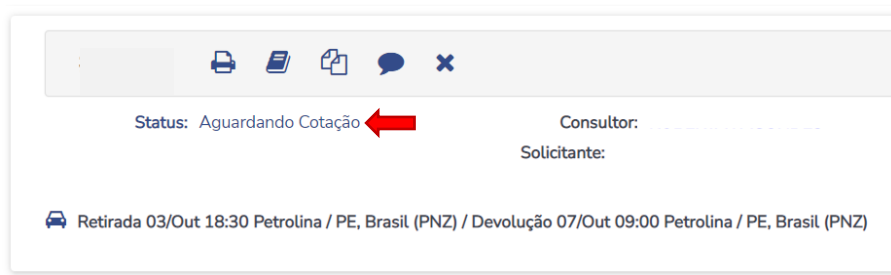 Status: Aguardando Cotação
Consultor:
Solicitante:
Retirada 03/Out 18:30 Petrolina / PE, Brasil (PNZ) / Devolução 07/Out 09:00 Petrolina / PE, Brasil (PNZ)